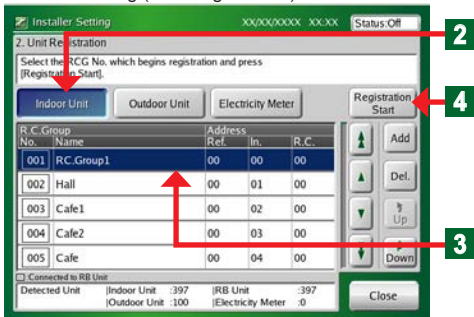 Installer Setting
XX/XX/XXXX XX:XX
Status:Off
2. Unit Registration
Select the RCG No. which begins registration and press
[Registration Start].
Indoor Unit
Outdoor Unit
Electricity Meter
Registration
Start
R.C.Group
Address
No. Name Ref. In. R.C.
001 RC.Group1 00 00 00
002 Hall 00 01 00
003 Cafe1 00 02 00
004 Cafe2 00 03 00
005 Cafe 00 04 00
Add
Del.
Up
Down
:Connected to RB Unit
Detected Unit |Indoor Unit :397 |RB Unit :397
|Outdoor Unit :100 |Electricity Meter :0
Close
2
4
3